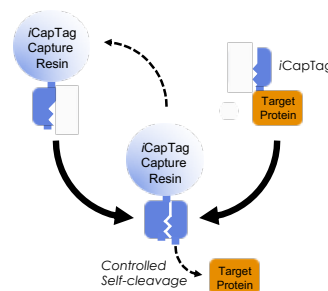 iCapTag
Capture
Resin
iCapTag
Target
Protein
iCapTag
Capture
Resin
Controlled
Self-cleavage
Target
Protein